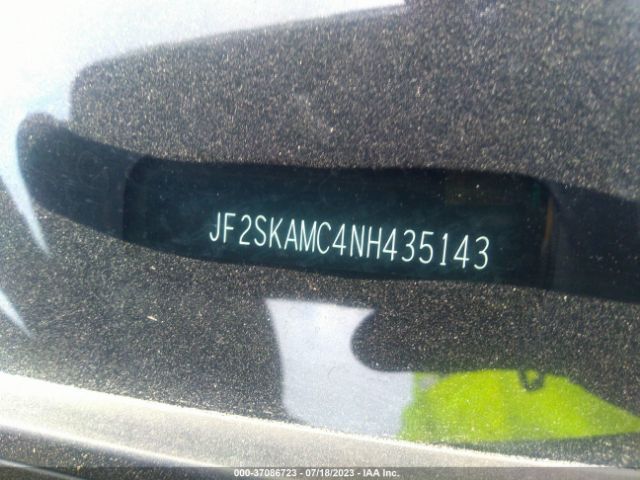 JF2SKAMC4NH435143
000-37086723 - 07/18/2023 - IAA Inc.